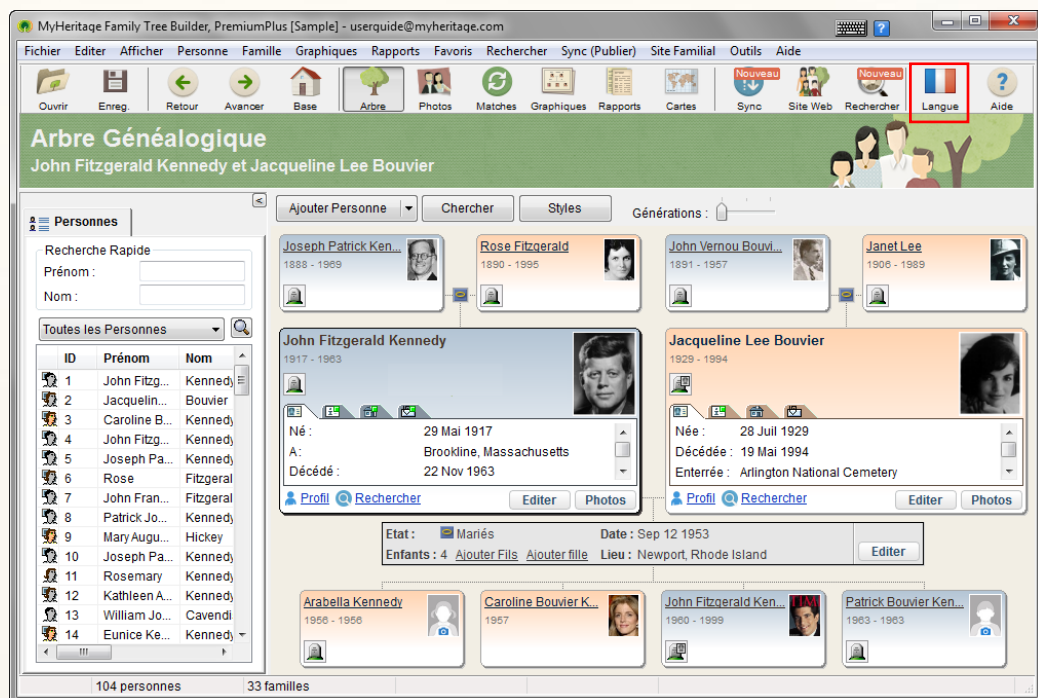 MyHeritage Family Tree Builder, PremiumPlus [Sample] - userguide@myheritage.com
Fichier Editer Afficher Personne Famille Graphiques Rapports Favoris Rechercher Sync (Publier) Site Familial Outils Aide
Nouveau Nouveau
Ouvrir Enreg. Retour Avancer Base Arbre Photos Matches Graphiques Rapports Cartes Sync Site Web Rechercher Langue Aide
Arbre Généalogique
John Fitzgerald Kennedy et Jacqueline Lee Bouvier
Personnes
Recherche Rapide
Prénom :
Nom :
Toutes les Personnes
ID Prénom Nom
1 John Fitzg... Kennedy
2 Jacquelin... Bouvier
3 Caroline B... Kennedy
4 John Fitzg... Kennedy
5 Joseph Pa... Kennedy
6 Rose Fitzgeral
7 John Fran... Fitzgeral
8 Patrick Jo... Kennedy
9 Mary Augu... Hickey
10 Joseph Pa... Kennedy
11 Rosemary Kennedy
12 Kathleen A... Kennedy
13 William Jo... Cavendi
14 Eunice Ke... Kennedy
Ajouter Personne Chercher Styles Générations :
Joseph Patrick Ken...
1888 - 1969
Rose Fitzgerald
1890 - 1995
John Vernou Bouvi...
1891 - 1957
Janet Lee
1906 - 1989
John Fitzgerald Kennedy
1917 - 1963
Né : 29 Mai 1917
A: Brookline, Massachusetts
Décédé : 22 Nov 1963
Profil Rechercher Editer Photos
Jacqueline Lee Bouvier
1929 - 1994
Née : 28 Juil 1929
Décédée : 19 Mai 1994
Enterrée : Arlington National Cemetery
Profil Rechercher Editer Photos
Etat : Mariés Date : Sep 12 1953
Enfants : 4 Ajouter Fils Ajouter fille Lieu : Newport, Rhode Island
Editer
Arabella Kennedy
1956 - 1956
Caroline Bouvier K...
1957
John Fitzgerald Ken...
1960 - 1999
Patrick Bouvier Ken...
1963 - 1963
104 personnes 33 familles